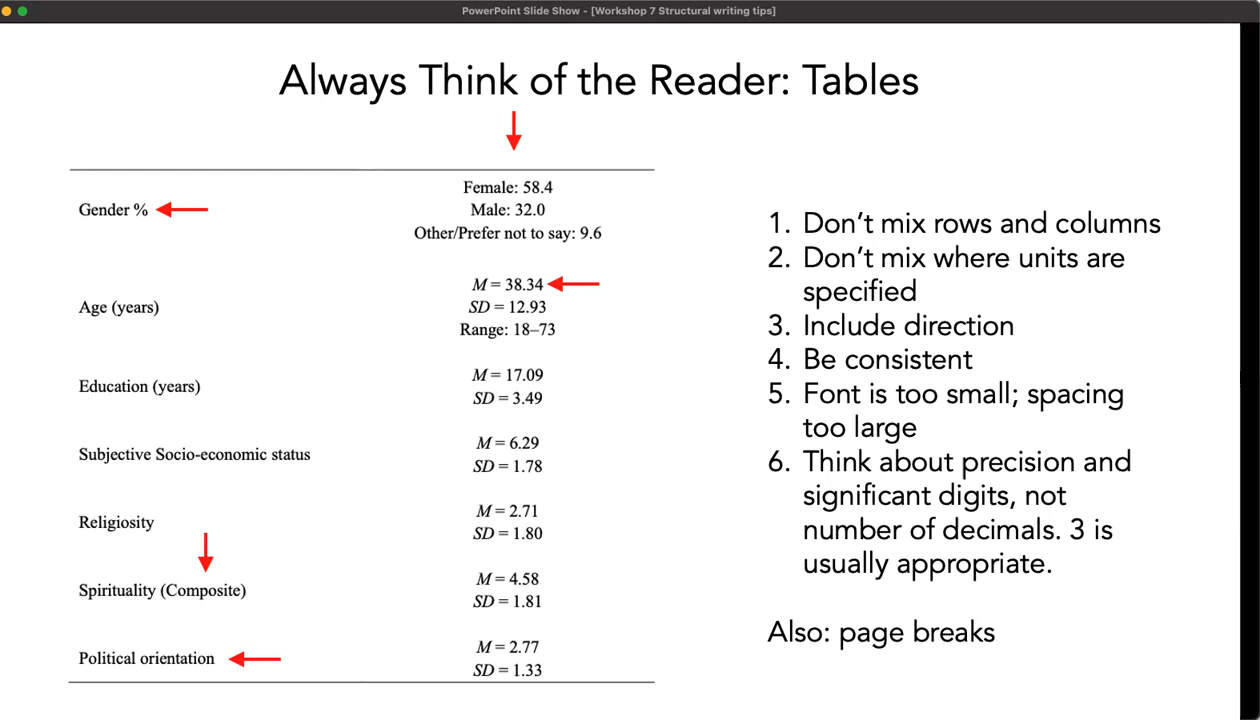 PowerPoint Slide Show - [Workshop 7 Structural writing tips]
Always Think of the Reader: Tables
Gender %
Female: 58.4
Male: 32.0
Other/Prefer not to say: 9.6
Age (years)
M = 38.34
SD = 12.93
Range: 18–73
Education (years)
M = 17.09
SD = 3.49
Subjective Socio-economic status
M = 6.29
SD = 1.78
Religiosity
M = 2.71
SD = 1.80
Spirituality (Composite)
M = 4.58
SD = 1.81
Political orientation
M = 2.77
SD = 1.33
1. Don’t mix rows and columns
2. Don’t mix where units are
specified
3. Include direction
4. Be consistent
5. Font is too small; spacing
too large
6. Think about precision and
significant digits, not
number of decimals. 3 is
usually appropriate.
Also: page breaks